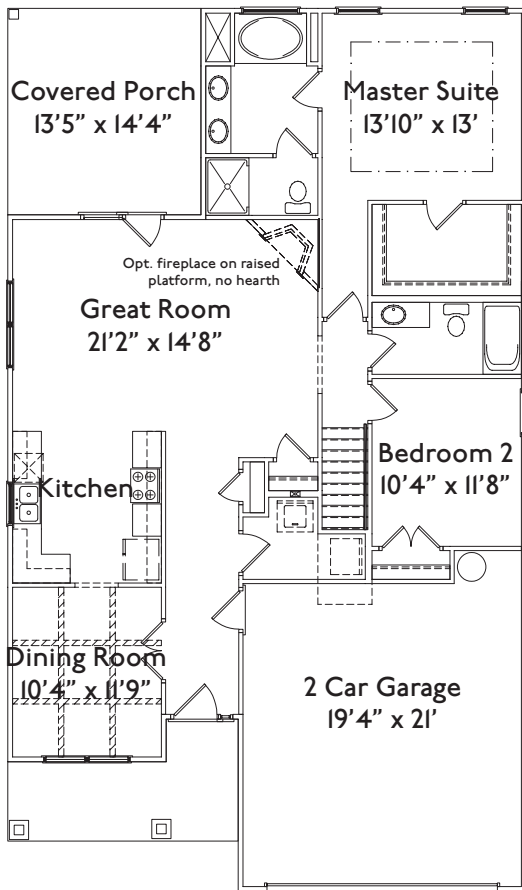 Covered Porch
13'5" x 14'4"
Master Suite
13'10" x 13'
Opt. fireplace on raised
platform, no hearth
Great Room
21'2" x 14'8"
Kitchen
Bedroom 2
10'4" x 11'8"
Dining Room
10'4" x 11'9"
2 Car Garage
19'4" x 21'